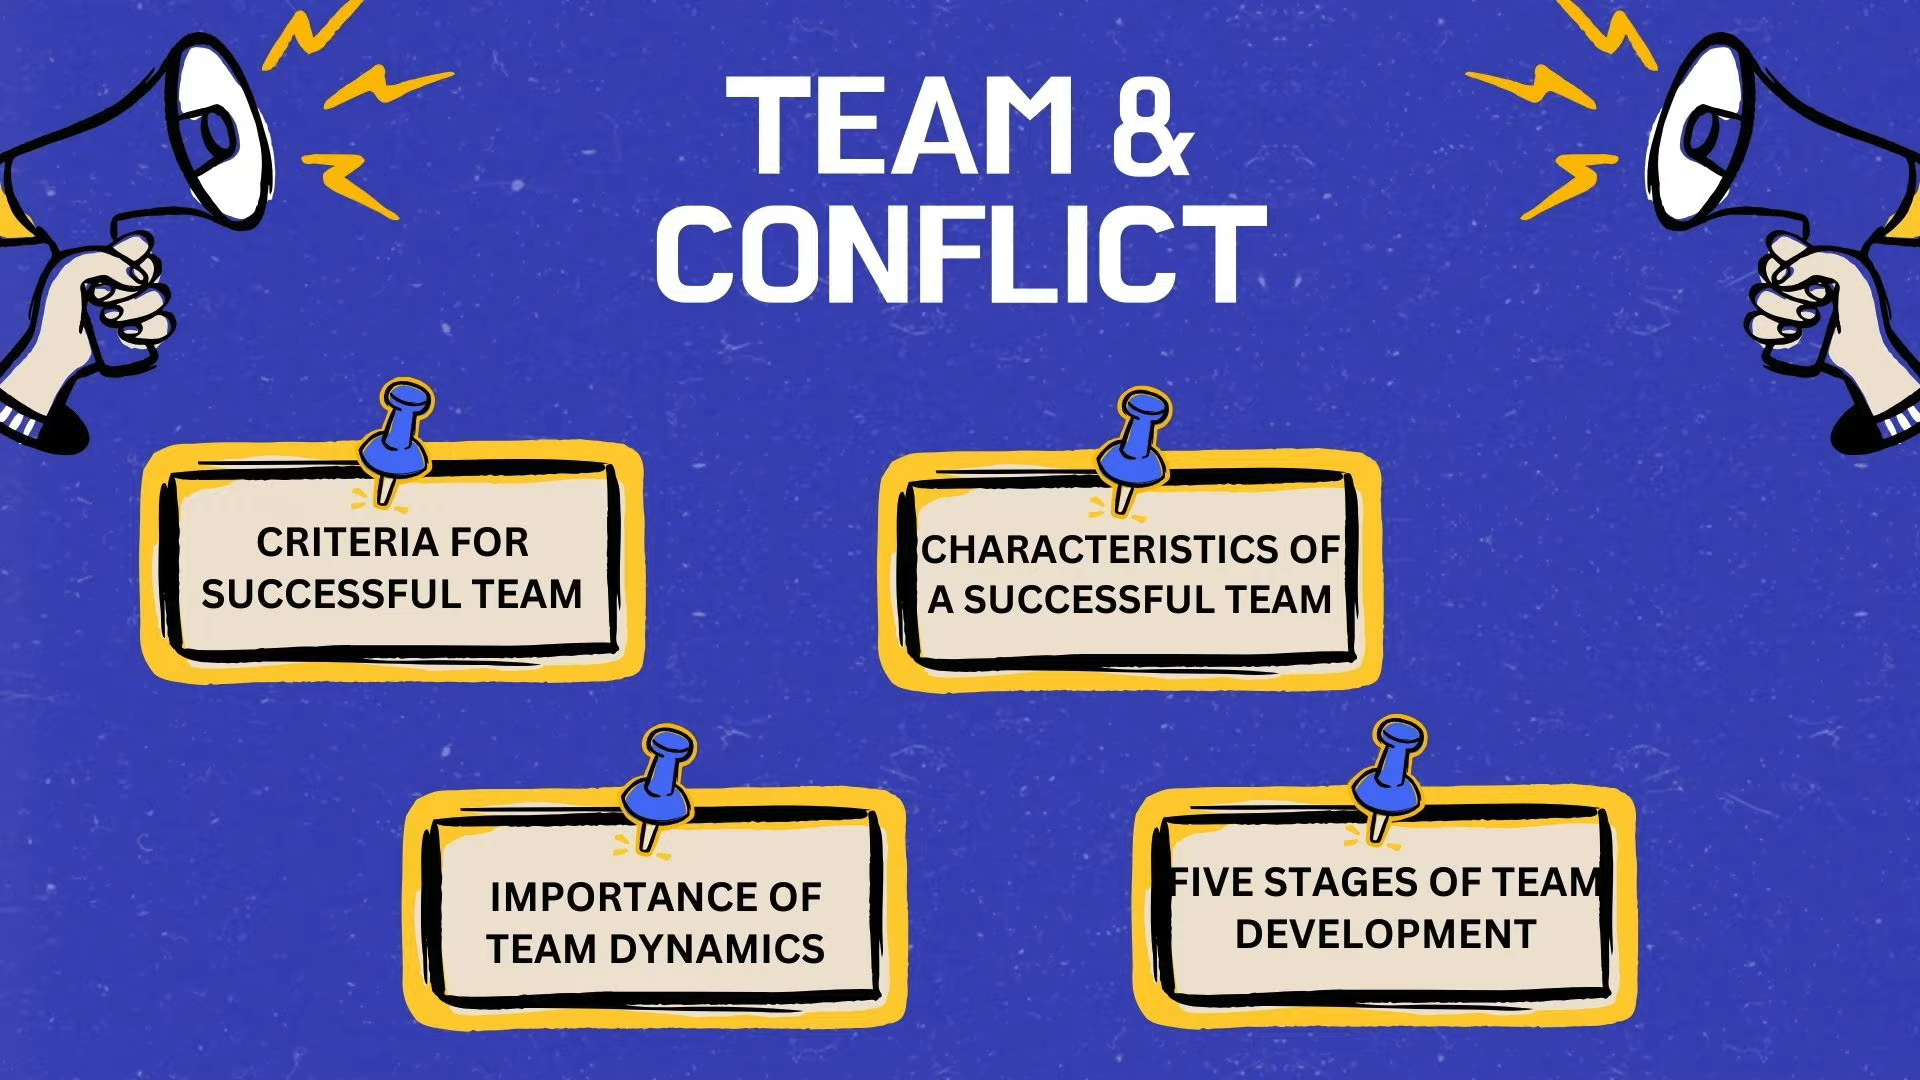 TEAM &
CONFLICT
CRITERIA FOR
SUCCESSFUL TEAM
CHARACTERISTICS OF
A SUCCESSFUL TEAM
IMPORTANCE OF
TEAM DYNAMICS
FIVE STAGES OF TEAM
DEVELOPMENT